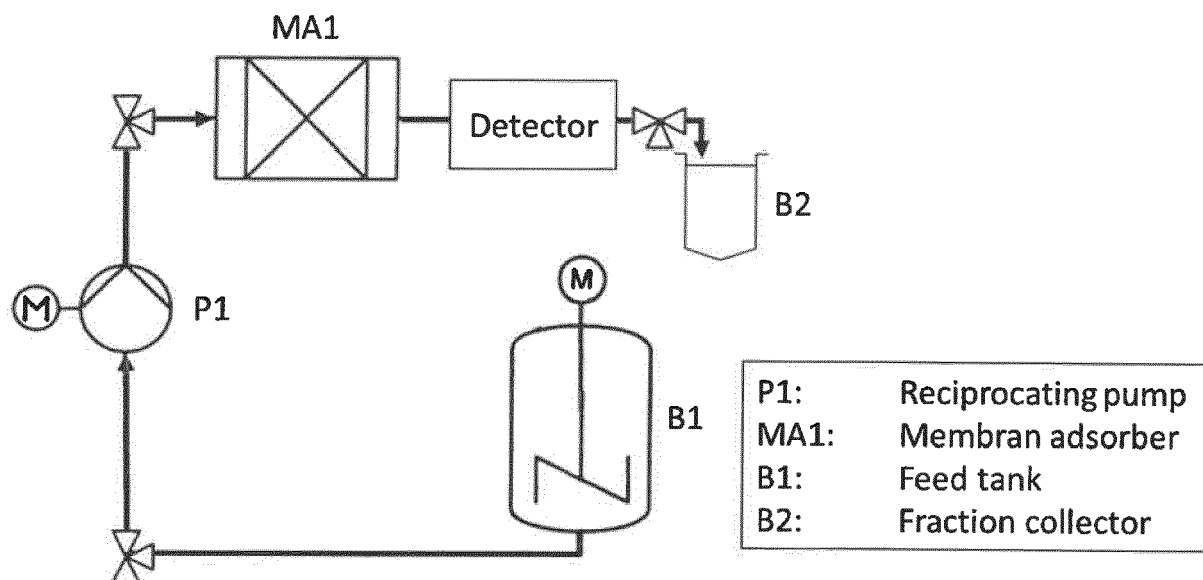 MA1
Detector
B2
M
P1
M
B1
P1: Reciprocating pump
MA1: Membran adsorber
B1: Feed tank
B2: Fraction collector